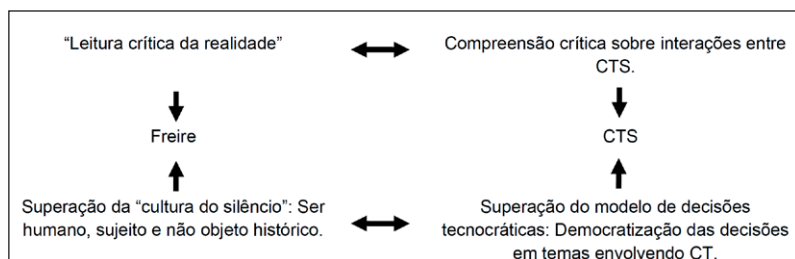 “Leitura crítica da realidade”
Compreensão crítica sobre interações entre
CTS.
Freire
CTS
Superação da “cultura do silêncio”: Ser
humano, sujeito e não objeto histórico.
Superação do modelo de decisões
tecnocráticas: Democratização das decisões
em temas envolvendo CT.